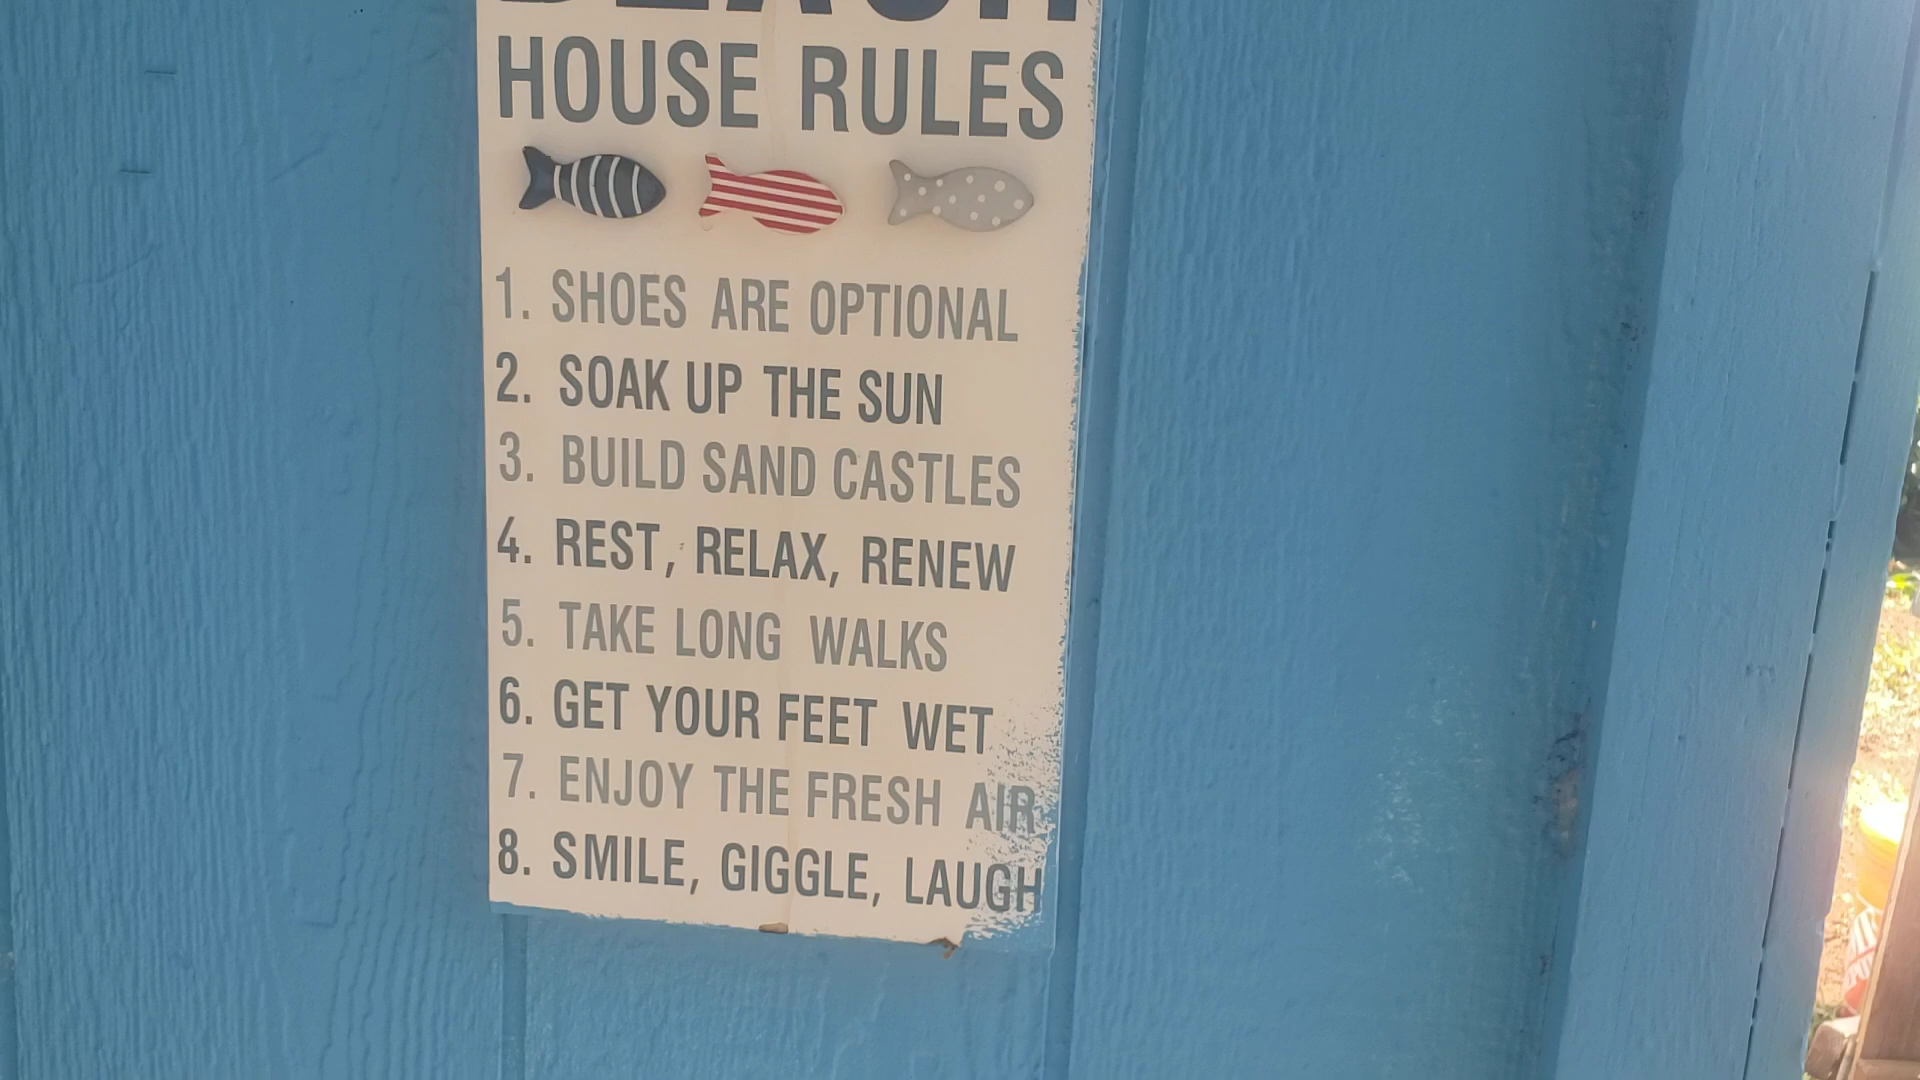 BEACH
HOUSE RULES
1. SHOES ARE OPTIONAL
2. SOAK UP THE SUN
3. BUILD SAND CASTLES
4. REST, RELAX, RENEW
5. TAKE LONG WALKS
6. GET YOUR FEET WET
7. ENJOY THE FRESH AIR
8. SMILE, GIGGLE, LAUGH